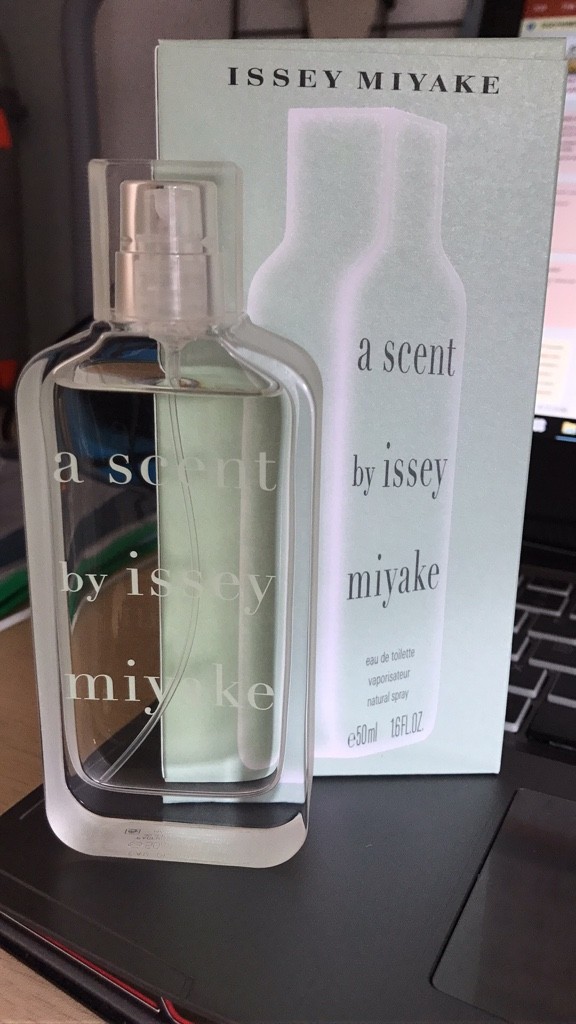 ISSEY MIYAKE
a scent
by issey
miyake
eau de toilette
vaporisateur
natural spray
e50ml 1.6FL.OZ.
a scent
by issey
miyake